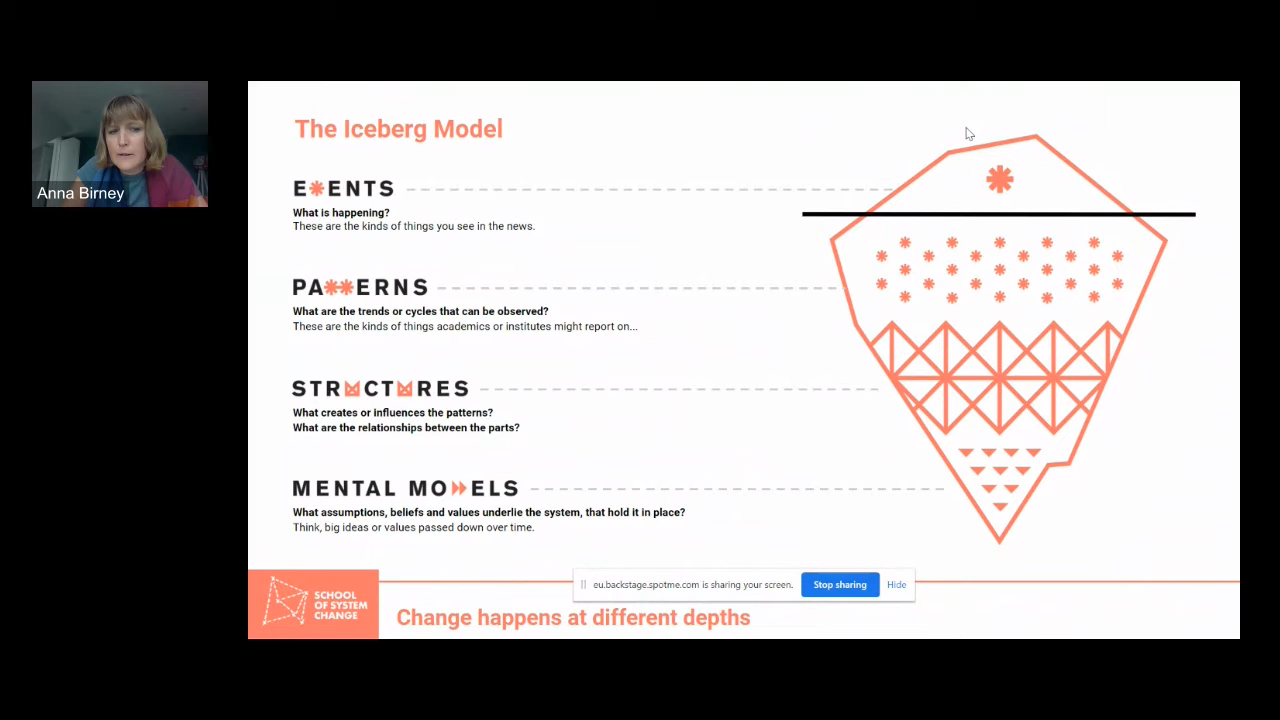 Anna Birney
The Iceberg Model
E✱ENTS
What is happening?
These are the kinds of things you see in the news.
PA✱✱ERNS
What are the trends or cycles that can be observed?
These are the kinds of things academics or institutes might report on...
STRUCTURES
What creates or influences the patterns?
What are the relationships between the parts?
MENTAL MODELS
What assumptions, beliefs and values underlie the system, that hold it in place?
Think, big ideas or values passed down over time.
eu.backstage.spotme.com is sharing your screen.
Stop sharing
Hide
SCHOOL
OF SYSTEM
CHANGE
Change happens at different depths